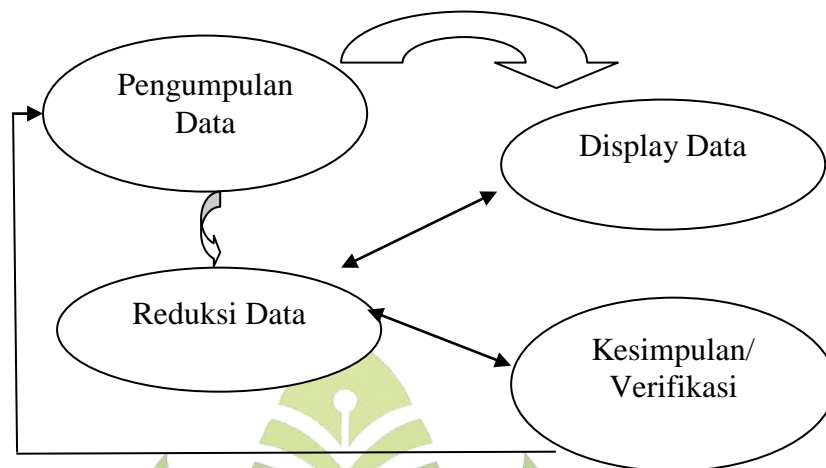 Pengumpulan
Data
Display Data
Reduksi Data
Kesimpulan/
Verifikasi